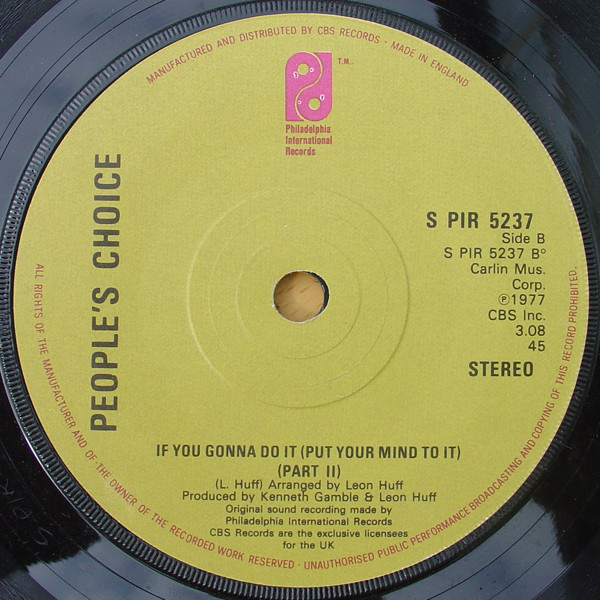 MANUFACTURED AND DISTRIBUTED BY CBS RECORDS · MADE IN ENGLAND
T.M.
Philadelphia
International
Records
PEOPLE'S CHOICE
S PIR 5237
Side B
S PIR 5237 B°
Carlin Mus.
Corp.
℗1977
CBS Inc.
3.08
45
STEREO
IF YOU GONNA DO IT (PUT YOUR MIND TO IT)
(PART II)
(L. Huff) Arranged by Leon Huff
Produced by Kenneth Gamble & Leon Huff
Original sound recording made by
Philadelphia International Records
CBS Records are the exclusive licensees
for the UK
ALL RIGHTS OF THE MANUFACTURER AND OF THE OWNER OF THE RECORDED WORK RESERVED · UNAUTHORISED PUBLIC PERFORMANCE BROADCASTING AND COPYING OF THIS RECORD PROHIBITED.